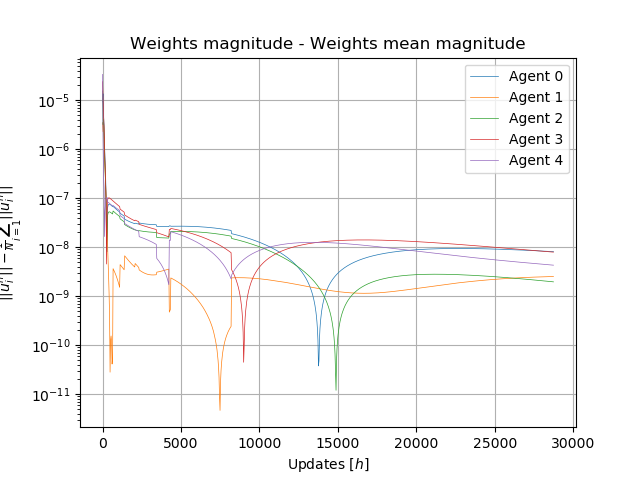 Weights magnitude - Weights mean magnitude
Agent 0
Agent 1
Agent 2
Agent 3
Agent 4
10⁻⁵
10⁻⁶
10⁻⁷
10⁻⁸
10⁻⁹
10⁻¹⁰
10⁻¹¹
0 5000 10000 15000 20000 25000 30000
Updates [h]